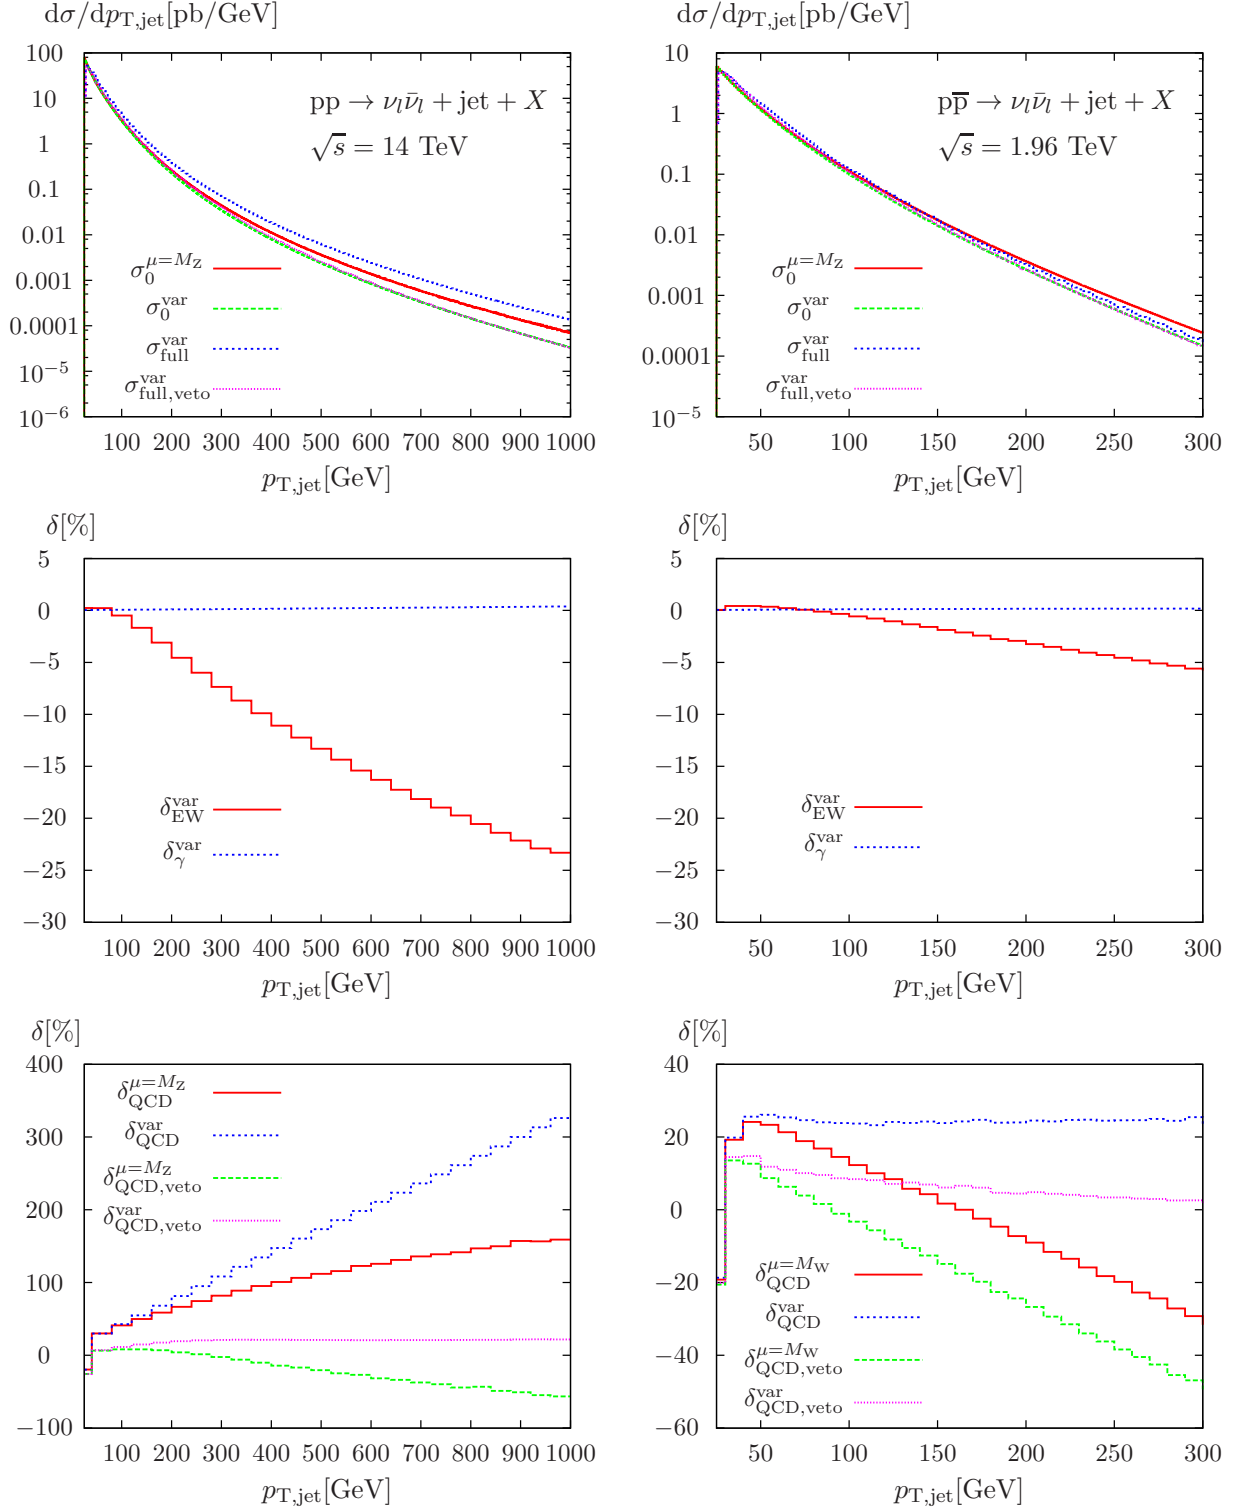 dσ/dp_T,jet[pb/GeV]
100
10
1
0.1
0.01
0.001
0.0001
10^−5
10^−6
pp → ν_l ν̄_l + jet + X
√s = 14 TeV
σ_0^μ=M_Z
σ_0^var
σ_full^var
σ_full,veto^var
100 200 300 400 500 600 700 800 900 1000
p_T,jet[GeV]
dσ/dp_T,jet[pb/GeV]
10
1
0.1
0.01
0.001
0.0001
10^−5
pp̅ → ν_l ν̄_l + jet + X
√s = 1.96 TeV
σ_0^μ=M_Z
σ_0^var
σ_full^var
σ_full,veto^var
50 100 150 200 250 300
p_T,jet[GeV]
δ[%]
5
0
−5
−10
−15
−20
−25
−30
δ_EW^var
δ_γ^var
100 200 300 400 500 600 700 800 900 1000
p_T,jet[GeV]
δ[%]
5
0
−5
−10
−15
−20
−25
−30
δ_EW^var
δ_γ^var
50 100 150 200 250 300
p_T,jet[GeV]
δ[%]
400
300
200
100
0
−100
δ_QCD^μ=M_Z
δ_QCD^var
δ_QCD,veto^μ=M_Z
δ_QCD,veto^var
100 200 300 400 500 600 700 800 900 1000
p_T,jet[GeV]
δ[%]
40
20
0
−20
−40
−60
δ_QCD^μ=M_W
δ_QCD^var
δ_QCD,veto^μ=M_W
δ_QCD,veto^var
50 100 150 200 250 300
p_T,jet[GeV]